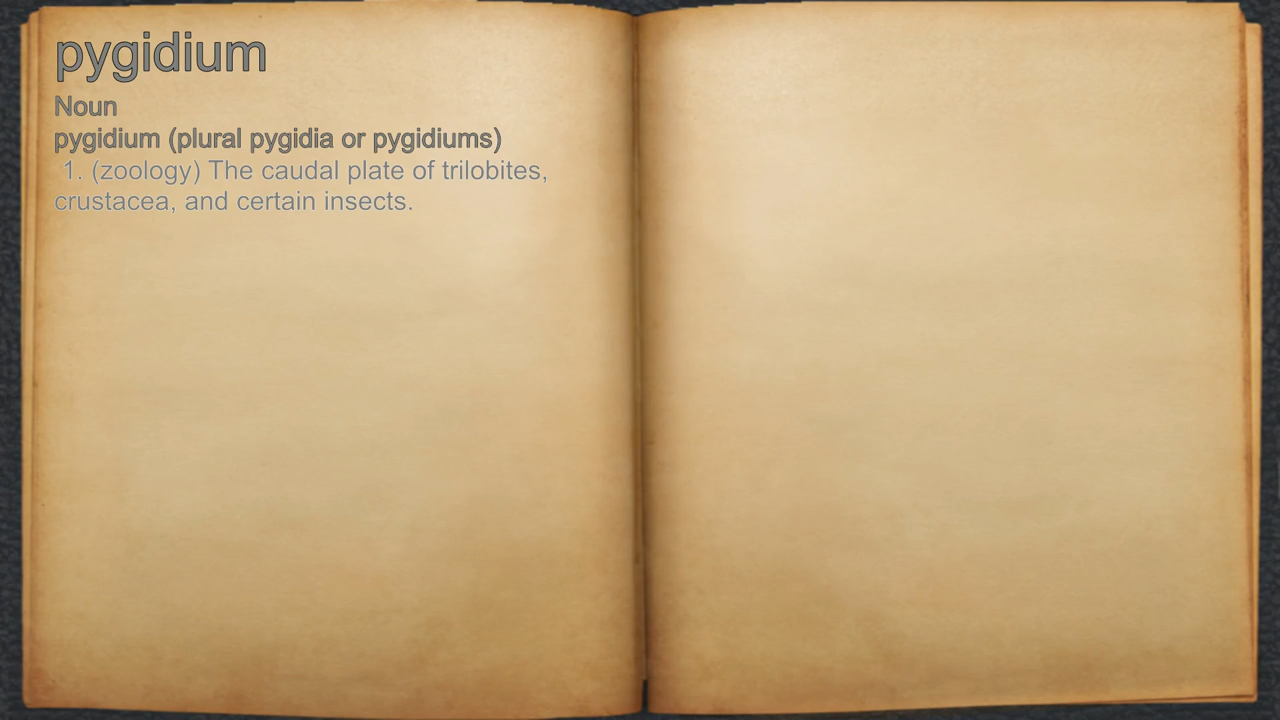 pygidium
Noun
pygidium (plural pygidia or pygidiums)
1. (zoology) The caudal plate of trilobites,
crustacea, and certain insects.